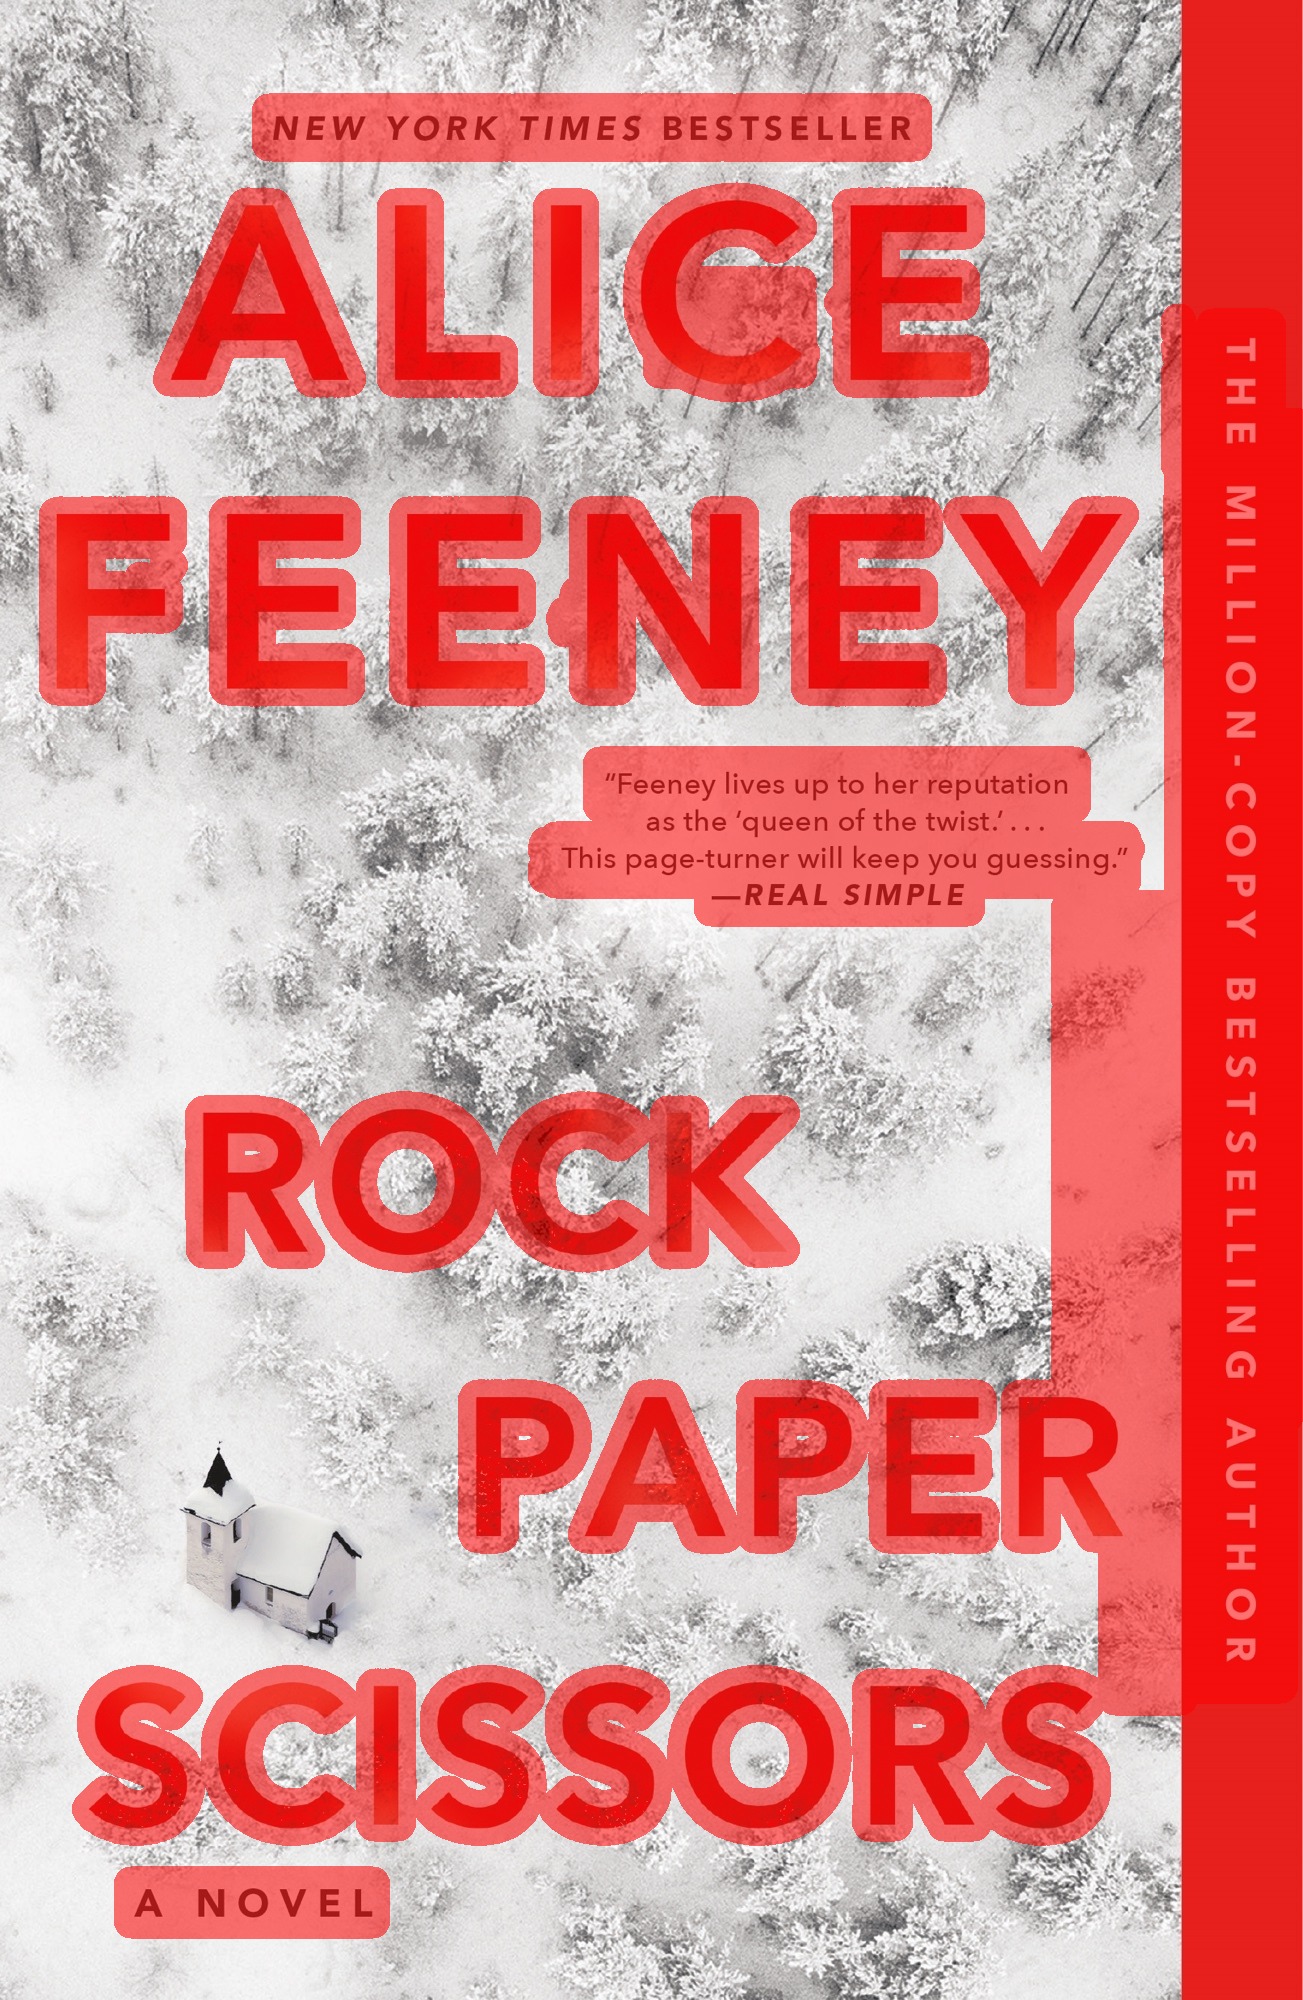 NEW YORK TIMES BESTSELLER
ALICE
FEENEY
“Feeney lives up to her reputation
as the ‘queen of the twist.’ . . .
This page-turner will keep you guessing.”
—REAL SIMPLE
ROCK
PAPER
SCISSORS
A NOVEL
THE MILLION-COPY BESTSELLING AUTHOR